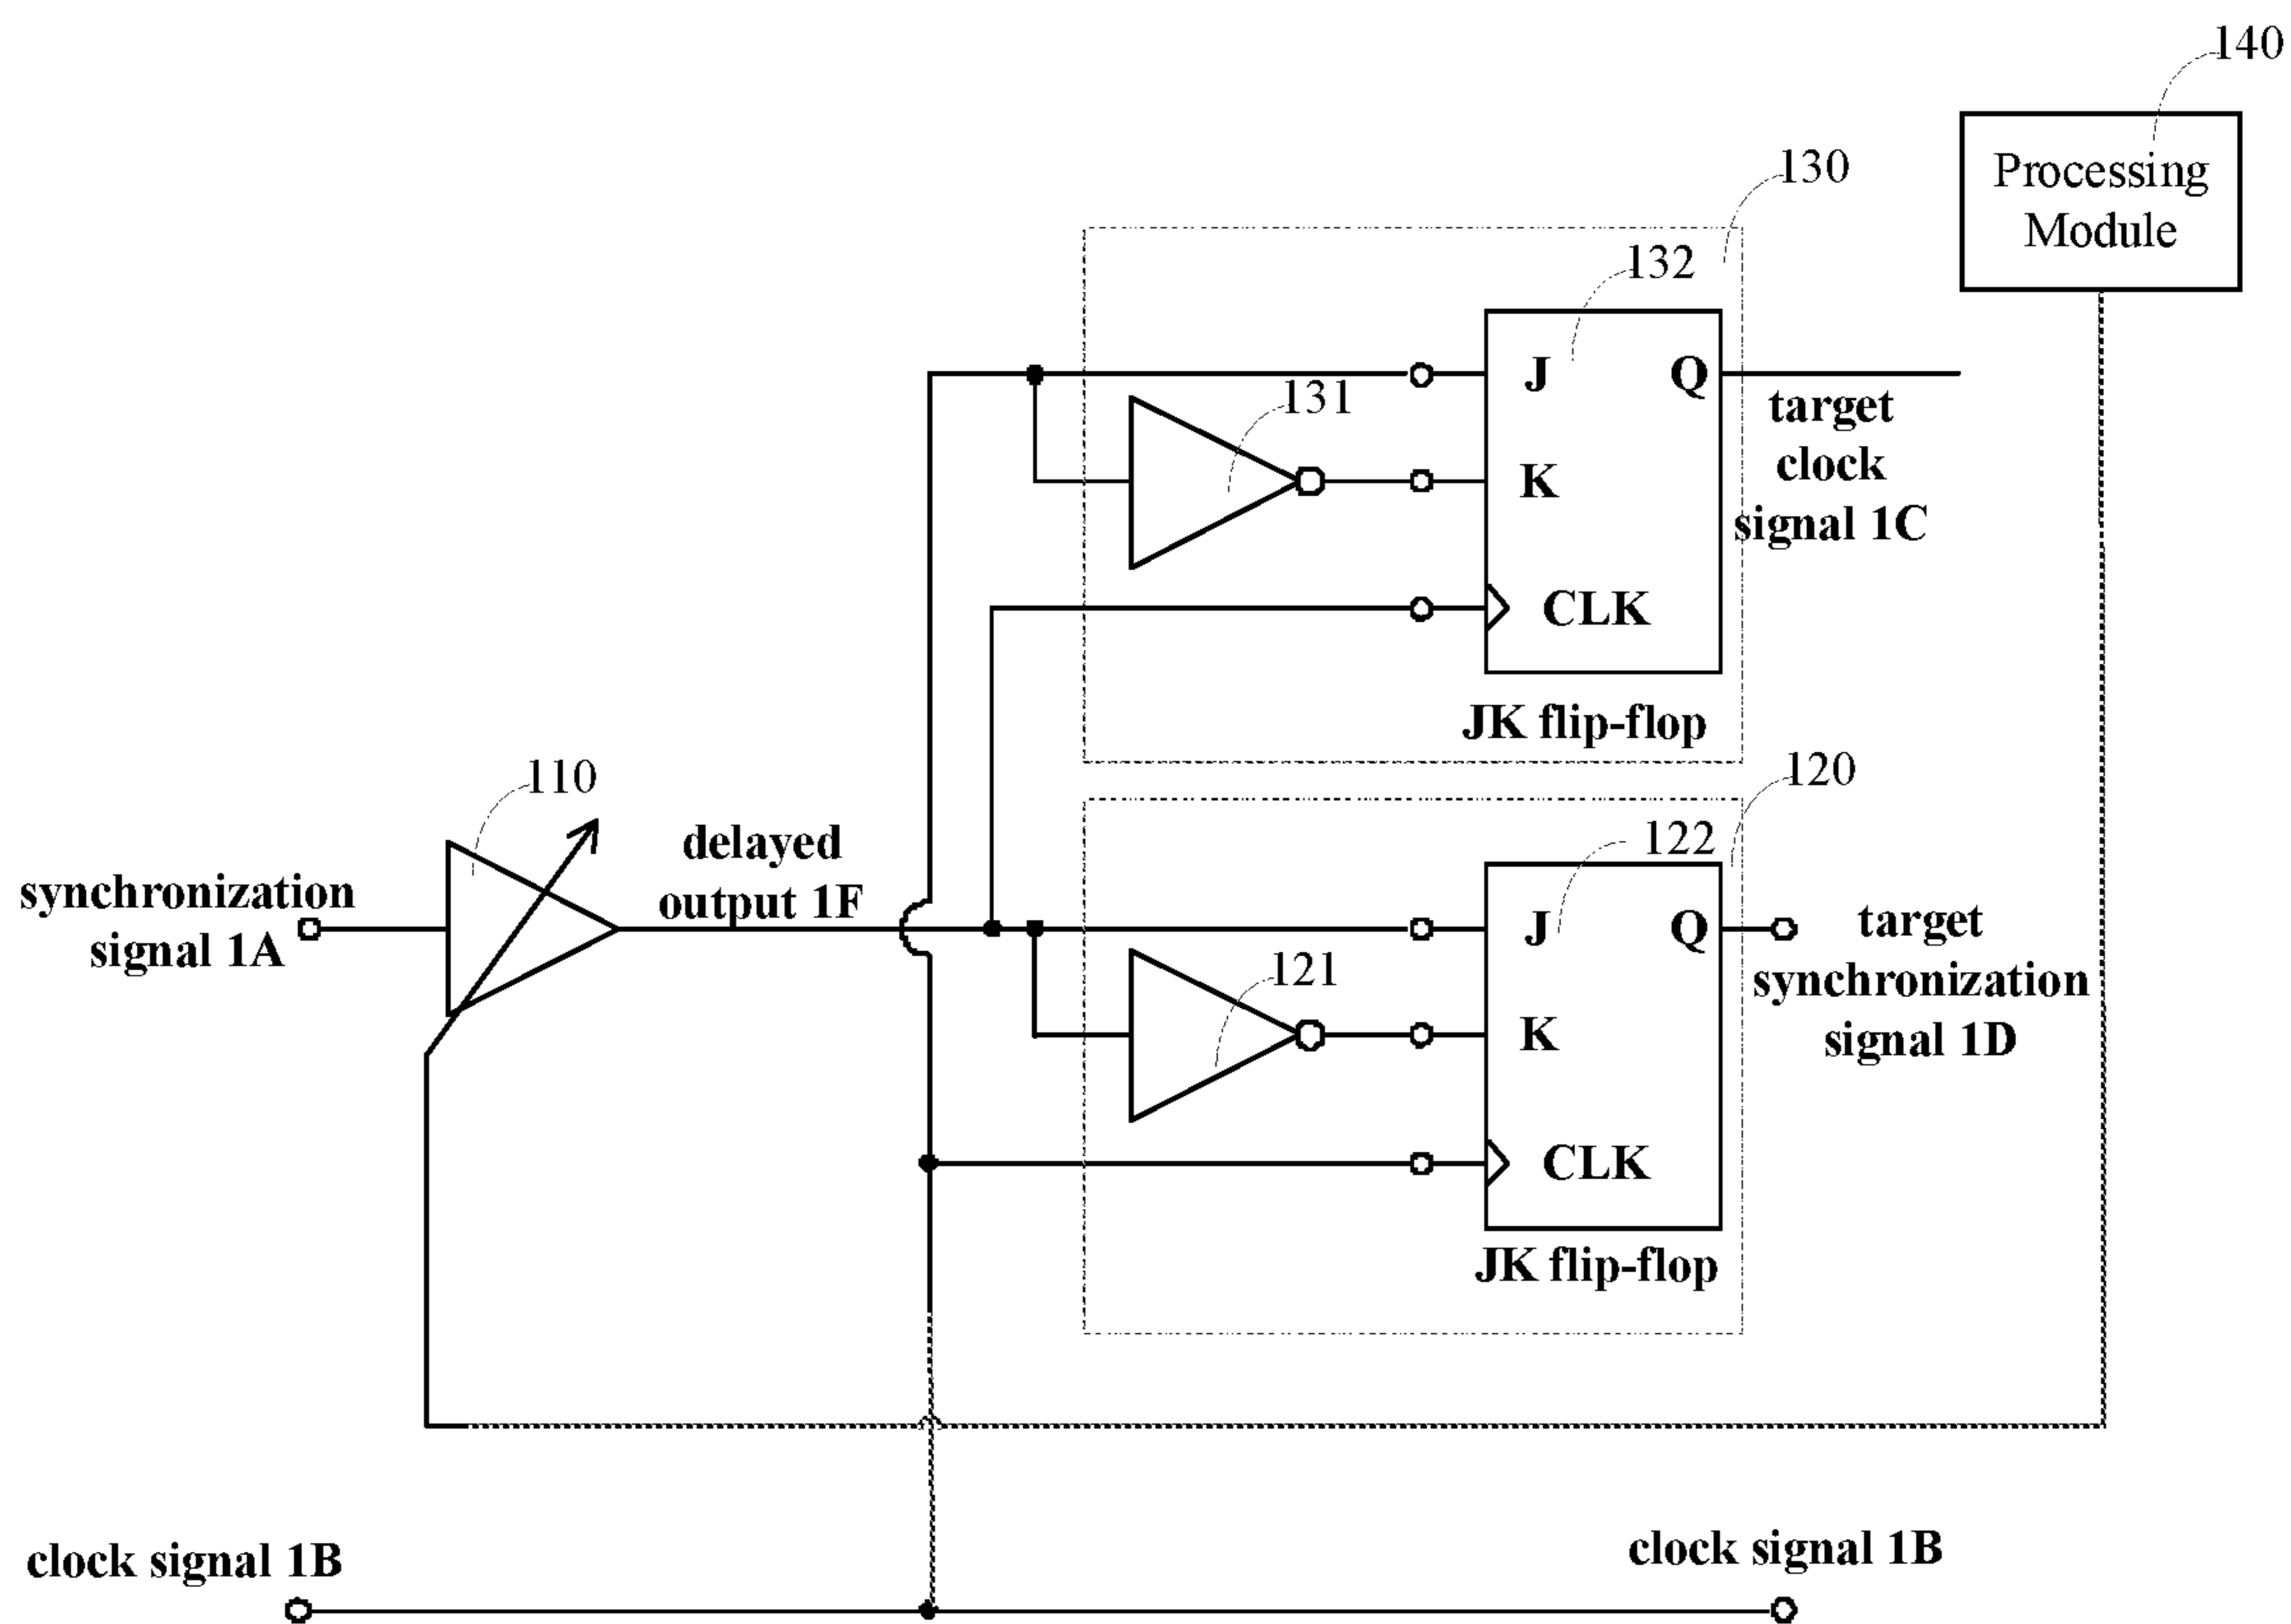 140
Processing
Module
130
132
J
Q
131
target
clock
signal 1C
K
CLK
JK flip-flop
110
120
delayed
output 1F
122
synchronization
signal 1A
J
Q
target
synchronization
signal 1D
121
K
CLK
JK flip-flop
clock signal 1B
clock signal 1B